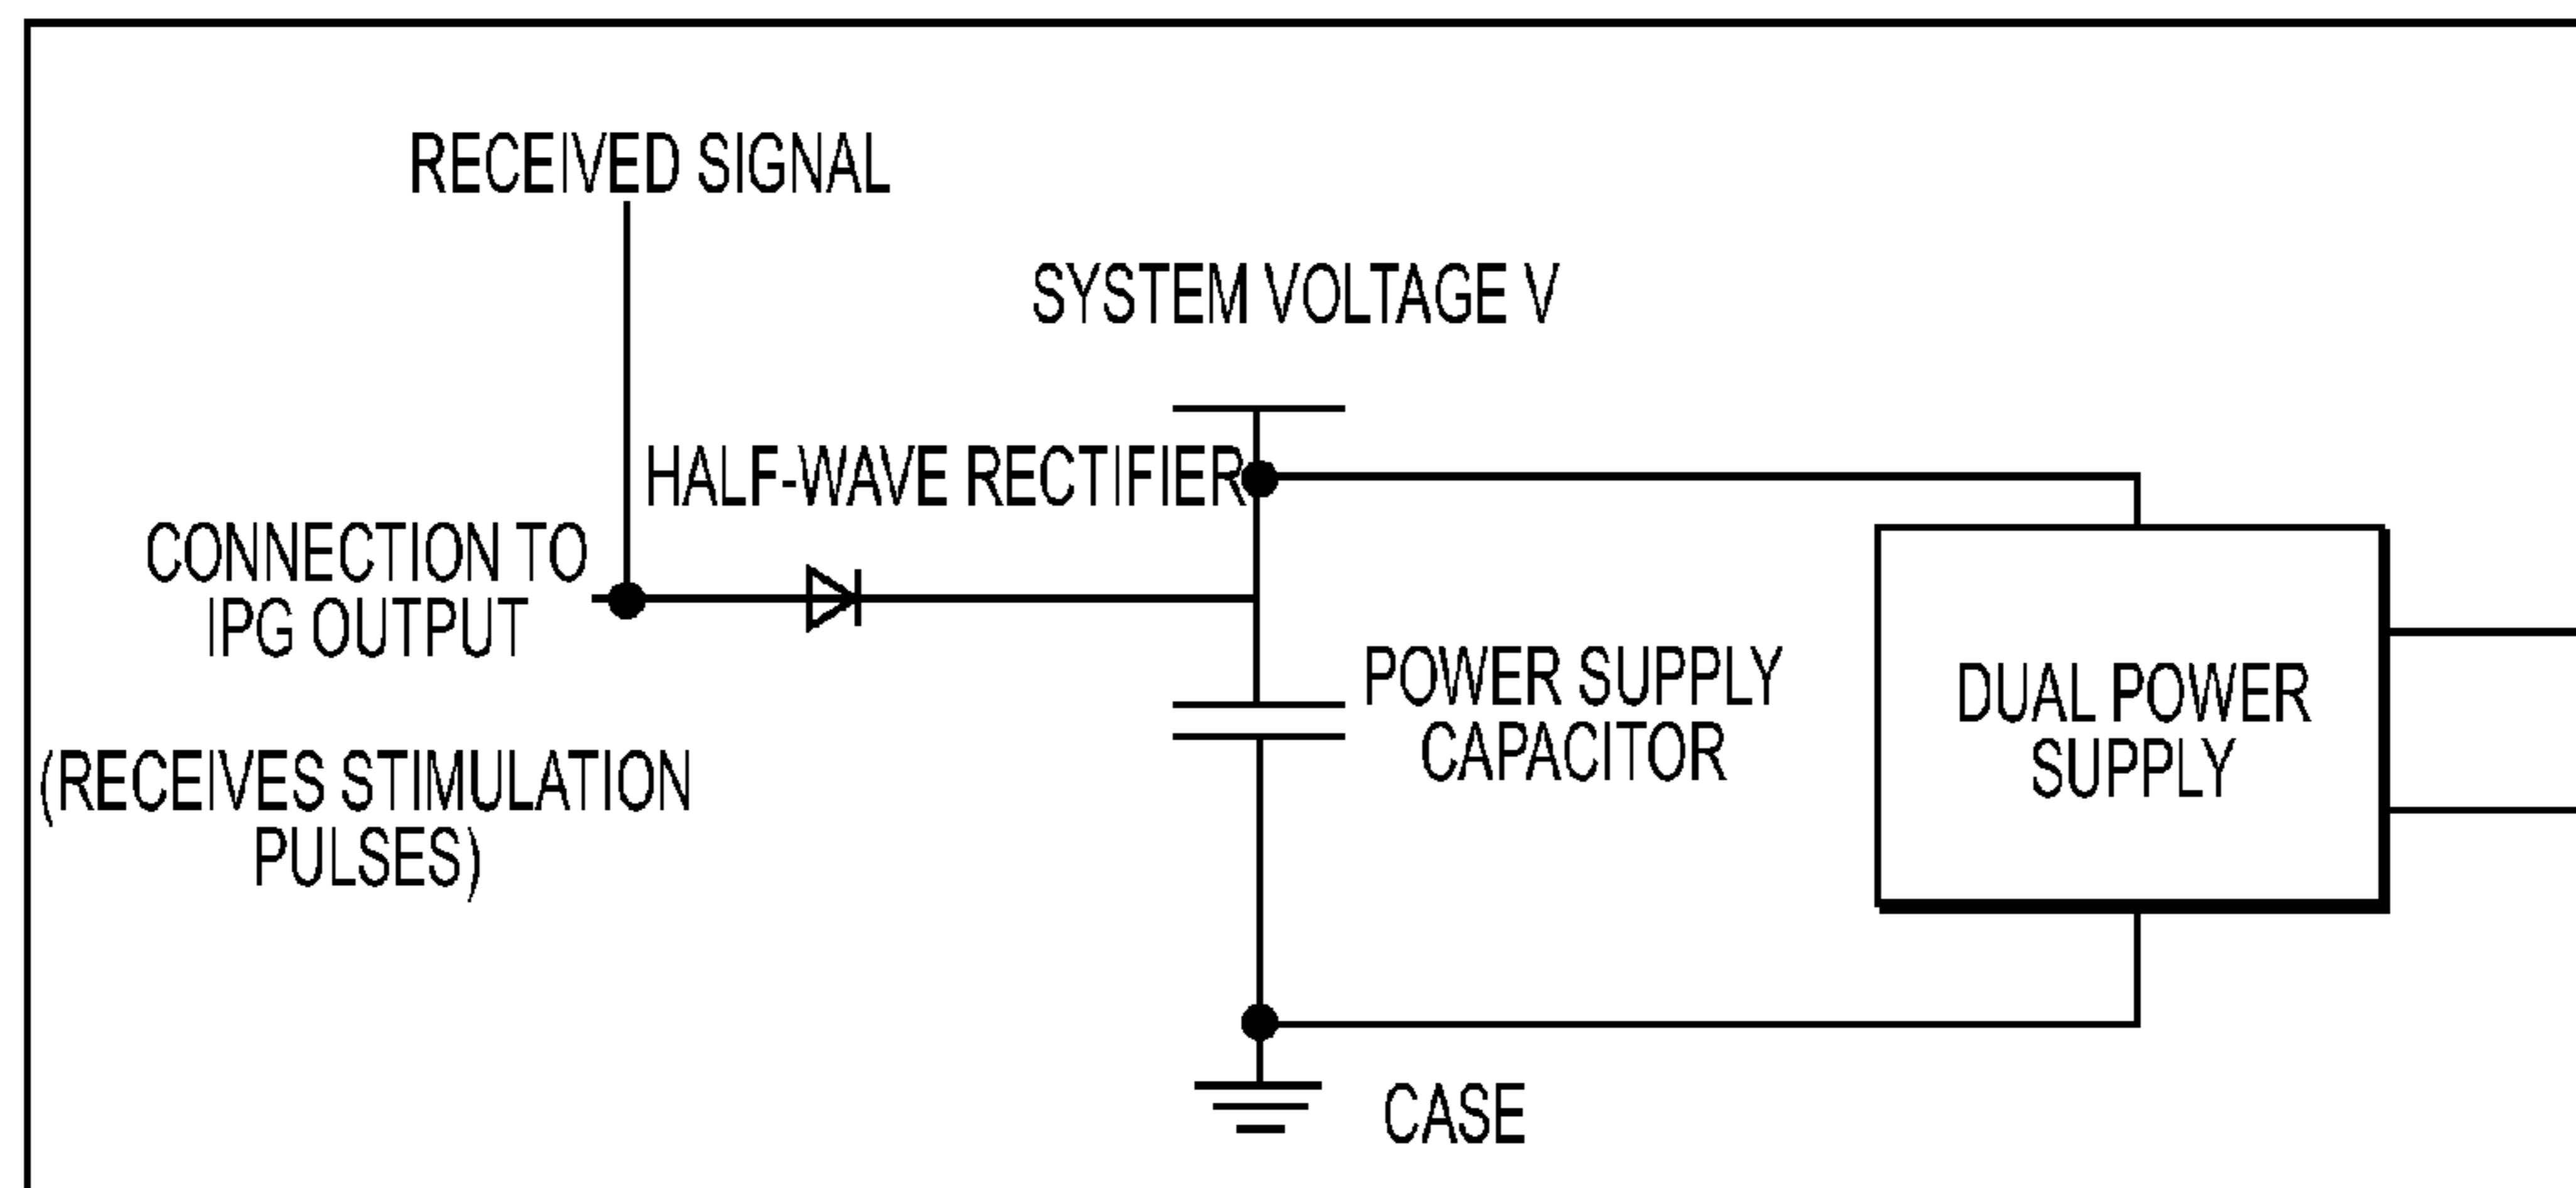 RECEIVED SIGNAL
SYSTEM VOLTAGE V
HALF-WAVE RECTIFIER
CONNECTION TO
IPG OUTPUT
(RECEIVES STIMULATION
PULSES)
POWER SUPPLY
CAPACITOR
DUAL POWER
SUPPLY
CASE